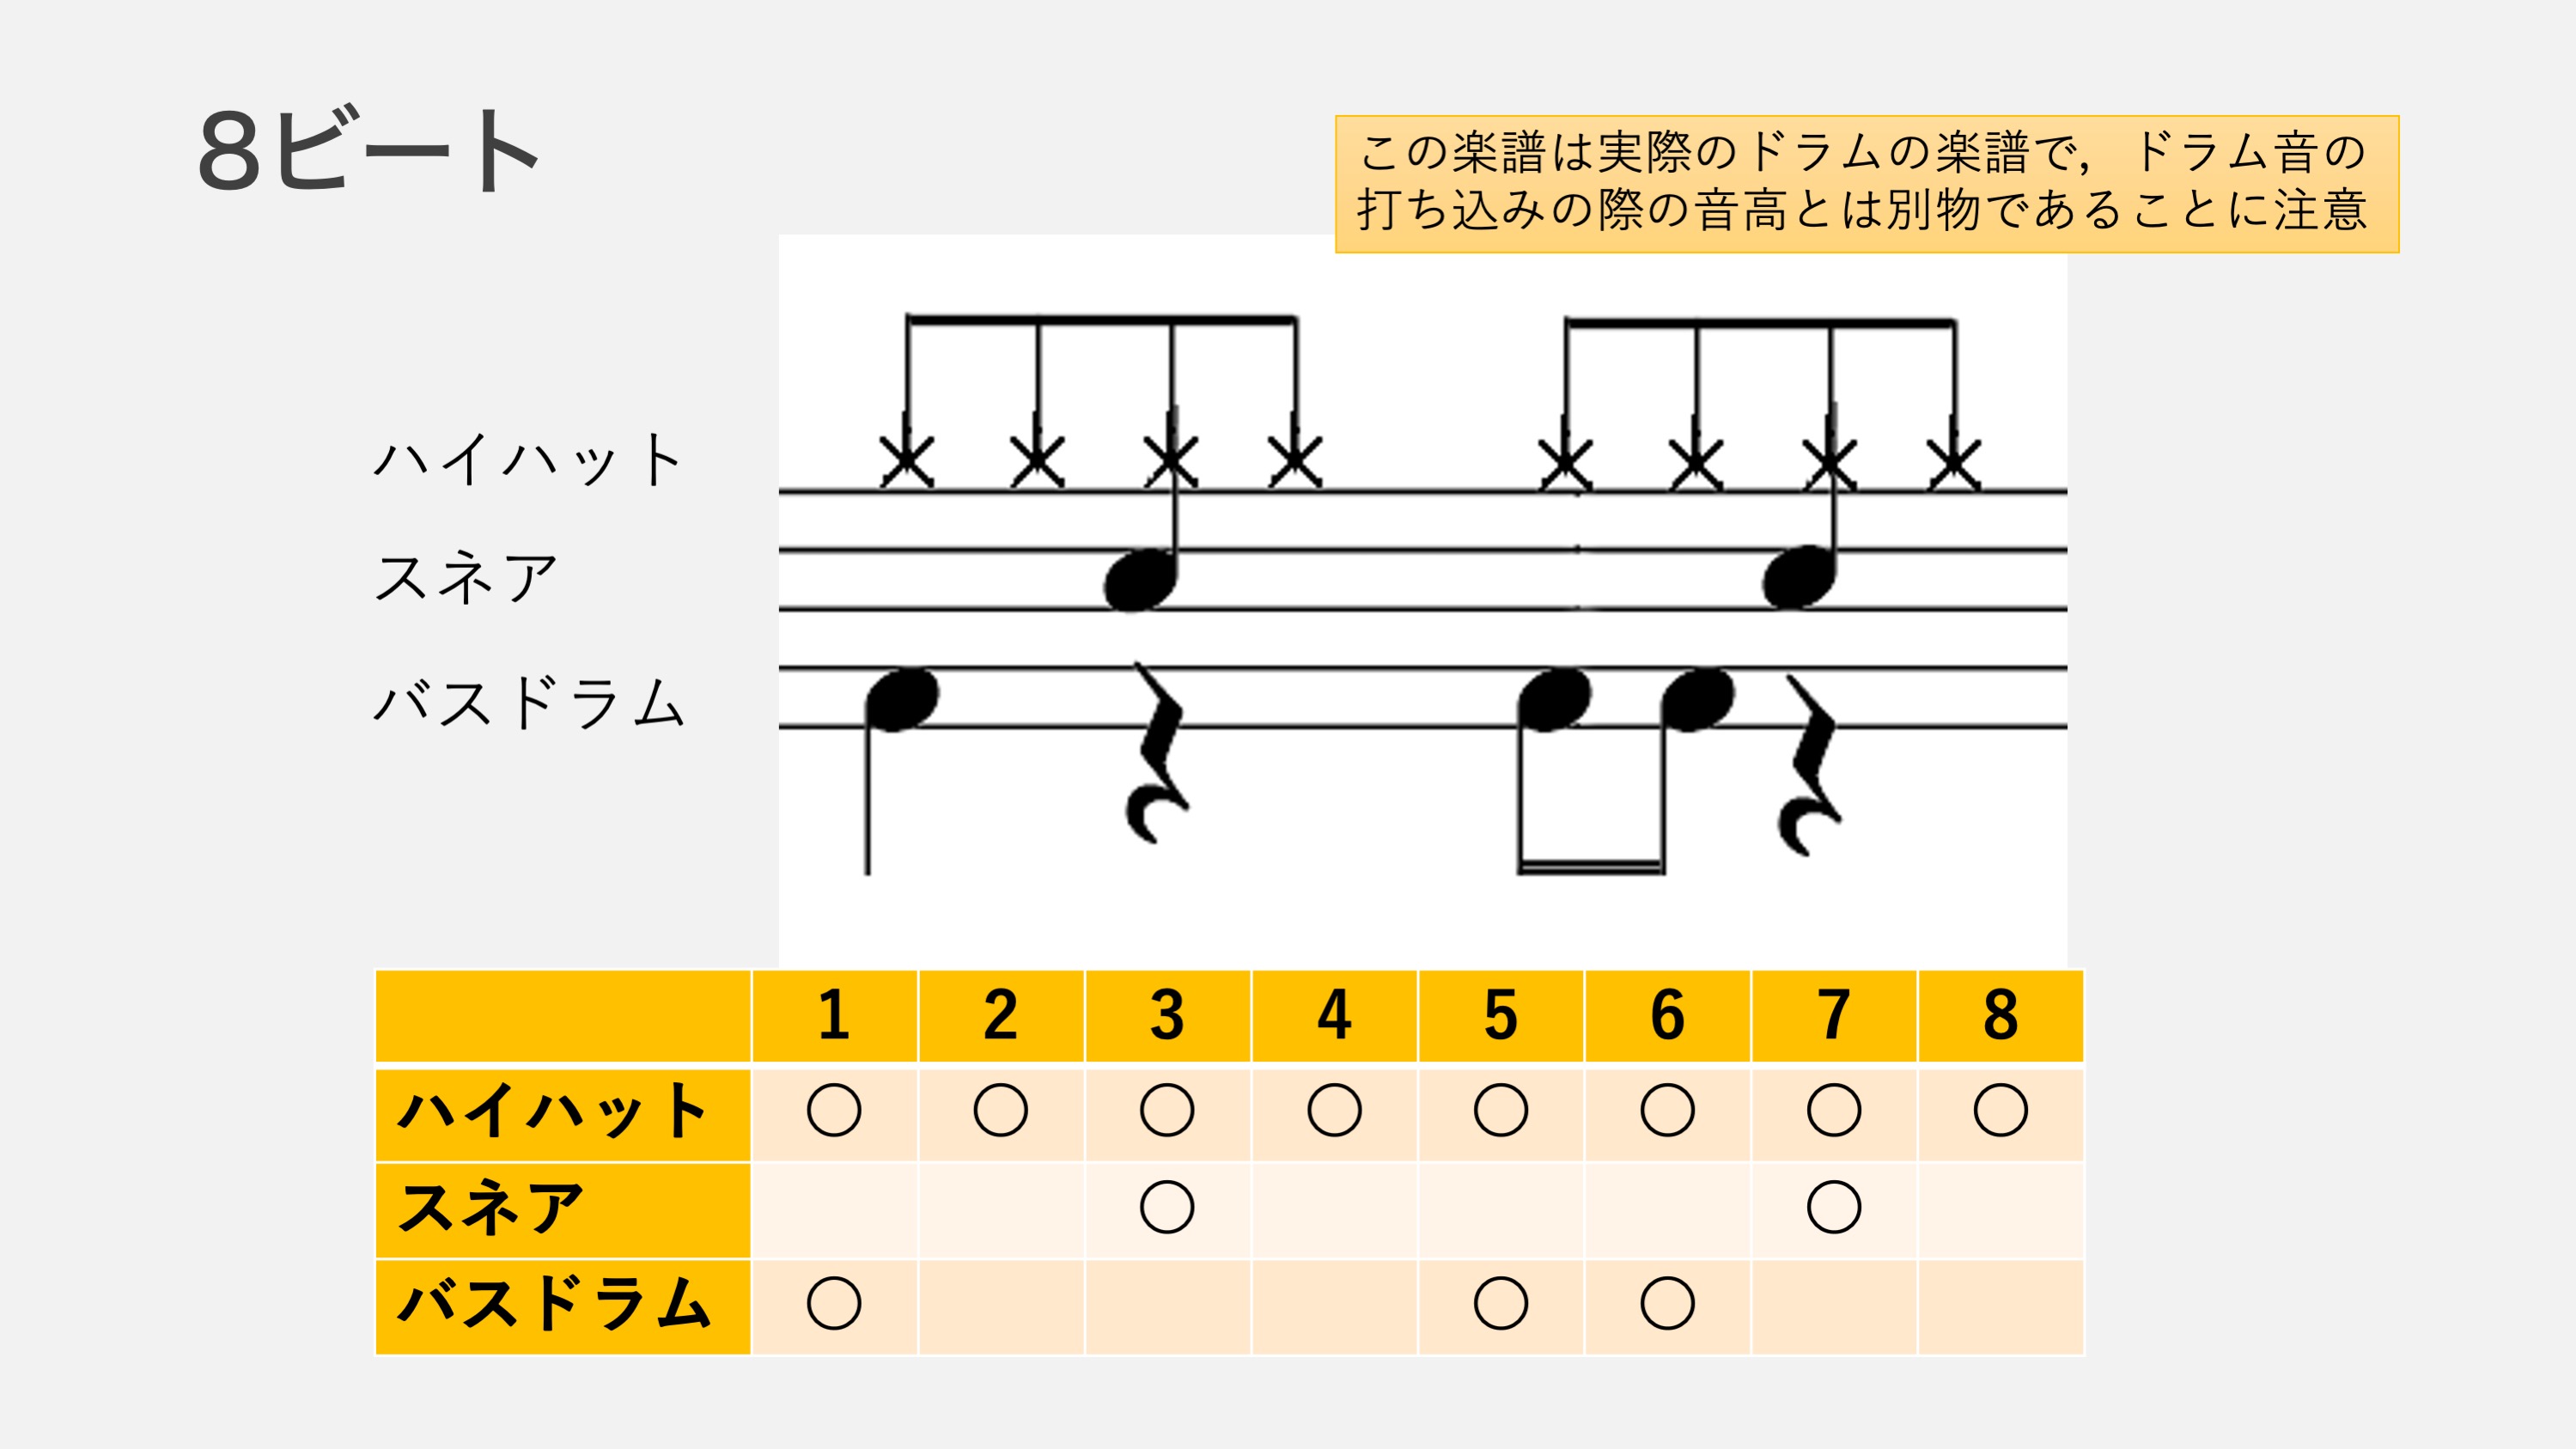 8ビート
この楽譜は実際のドラムの楽譜で，ドラム音の
打ち込みの際の音高とは別物であることに注意
ハイハット
スネア
バスドラム
1 2 3 4 5 6 7 8
ハイハット ○ ○ ○ ○ ○ ○ ○ ○
スネア ○ ○
バスドラム ○ ○ ○